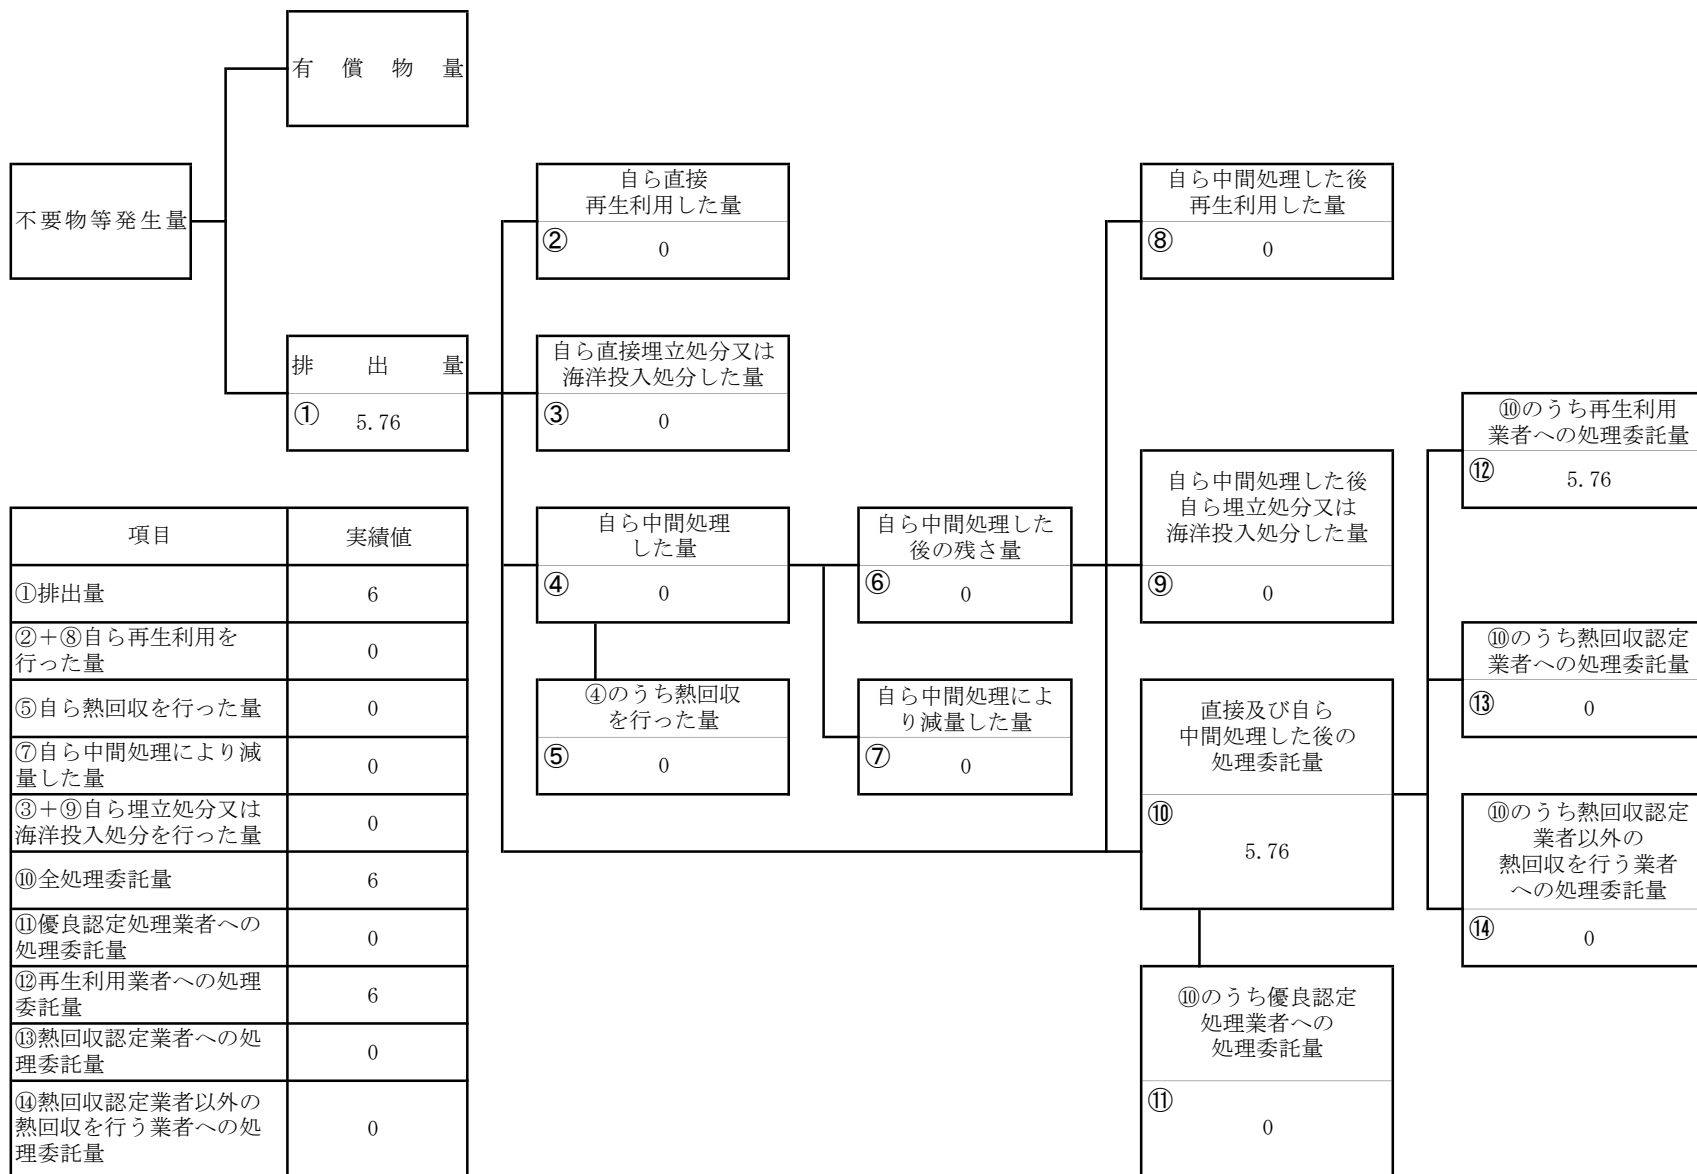 有償物量
不要物等発生量
排出量
① 5.76
自ら直接
再生利用した量
② 0
自ら直接埋立処分又は
海洋投入処分した量
③ 0
自ら中間処理
した量
④ 0
④のうち熱回収
を行った量
⑤ 0
自ら中間処理した
後の残さ量
⑥ 0
自ら中間処理によ
り減量した量
⑦ 0
自ら中間処理した後
再生利用した量
⑧ 0
自ら中間処理した後
自ら埋立処分又は
海洋投入処分した量
⑨ 0
直接及び自ら
中間処理した後の
処理委託量
⑩
5.76
⑩のうち優良認定
処理業者への
処理委託量
⑪
0
⑩のうち再生利用
業者への処理委託量
⑫ 5.76
⑩のうち熱回収認定
業者への処理委託量
⑬ 0
⑩のうち熱回収認定
業者以外の
熱回収を行う業者
への処理委託量
⑭ 0
項目 実績値
①排出量 6
②+⑧自ら再生利用を
行った量 0
⑤自ら熱回収を行った量 0
⑦自ら中間処理により減
量した量 0
③+⑨自ら埋立処分又は
海洋投入処分を行った量 0
⑩全処理委託量 6
⑪優良認定処理業者への
処理委託量 0
⑫再生利用業者への処理
委託量 6
⑬熱回収認定業者への処
理委託量 0
⑭熱回収認定業者以外の
熱回収を行う業者への処 0
理委託量